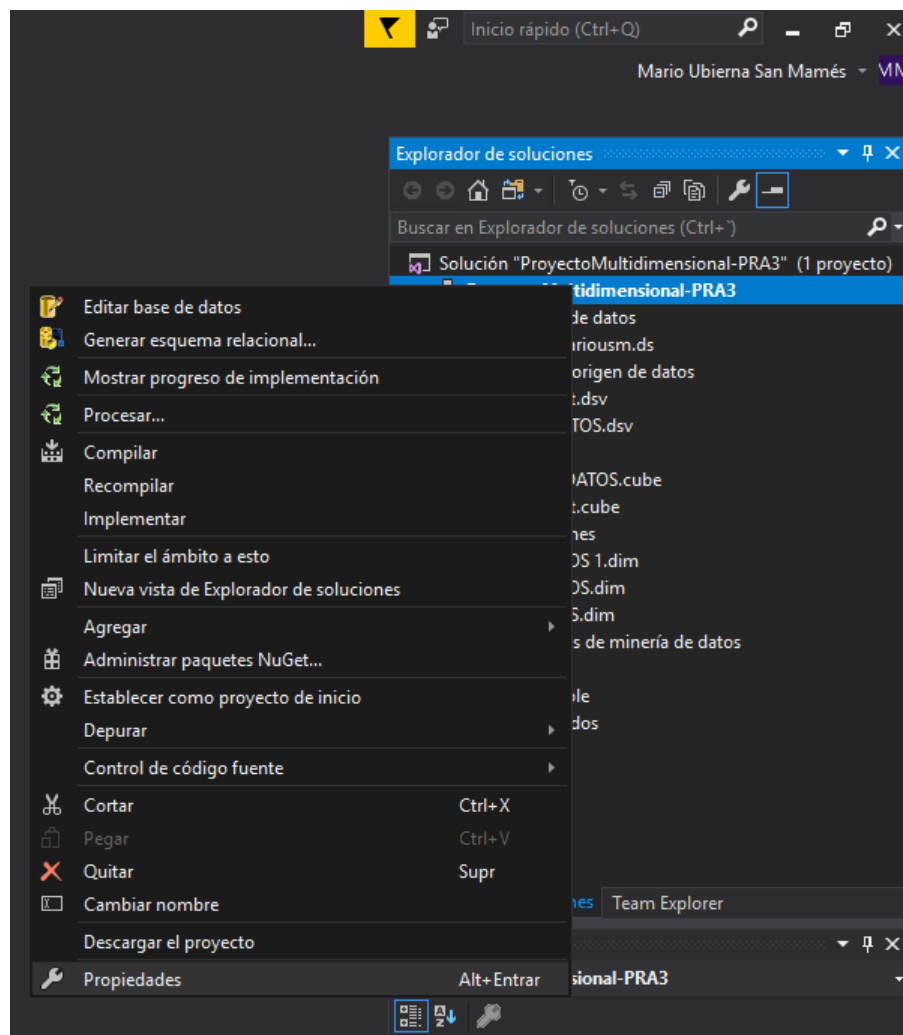 Inicio rápido (Ctrl+Q)
Mario Ubierna San Mamés
Explorador de soluciones
Buscar en Explorador de soluciones (Ctrl+`)
Solución "ProyectoMultidimensional-PRA3" (1 proyecto)
tidimensional-PRA3
de datos
riousm.ds
origen de datos
t.dsv
TOS.dsv
DATOS.cube
t.cube
nes
OS 1.dim
OS.dim
S.dim
s de minería de datos
ble
dos
Editar base de datos
Generar esquema relacional...
Mostrar progreso de implementación
Procesar...
Compilar
Recompilar
Implementar
Limitar el ámbito a esto
Nueva vista de Explorador de soluciones
Agregar
Administrar paquetes NuGet...
Establecer como proyecto de inicio
Depurar
Control de código fuente
Cortar Ctrl+X
Pegar Ctrl+V
Quitar Supr
Cambiar nombre
Descargar el proyecto
Propiedades Alt+Entrar
nes Team Explorer
sional-PRA3